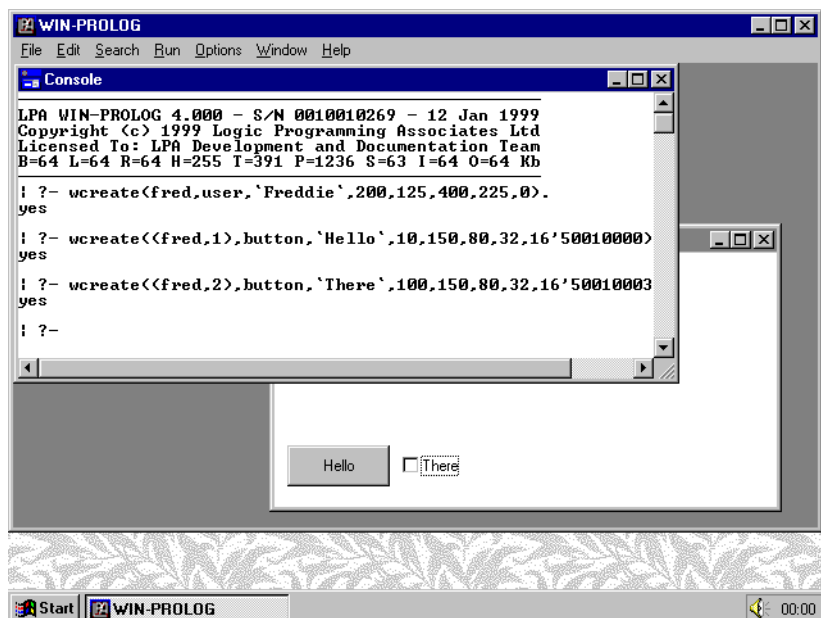 WIN-PROLOG
File Edit Search Run Options Window Help
Console
LPA WIN-PROLOG 4.000 - S/N 0010010269 - 12 Jan 1999
Copyright (c) 1999 Logic Programming Associates Ltd
Licensed To: LPA Development and Documentation Team
B=64 L=64 R=64 H=255 T=391 P=1236 S=63 I=64 O=64 Kb
| ?- wcreate(fred,user,`Freddie`,200,125,400,225,0).
yes
| ?- wcreate((fred,1),button,`Hello`,10,150,80,32,16'50010000)
yes
| ?- wcreate((fred,2),button,`There`,100,150,80,32,16'50010003
yes
| ?-
Hello There
Start WIN-PROLOG 00:00